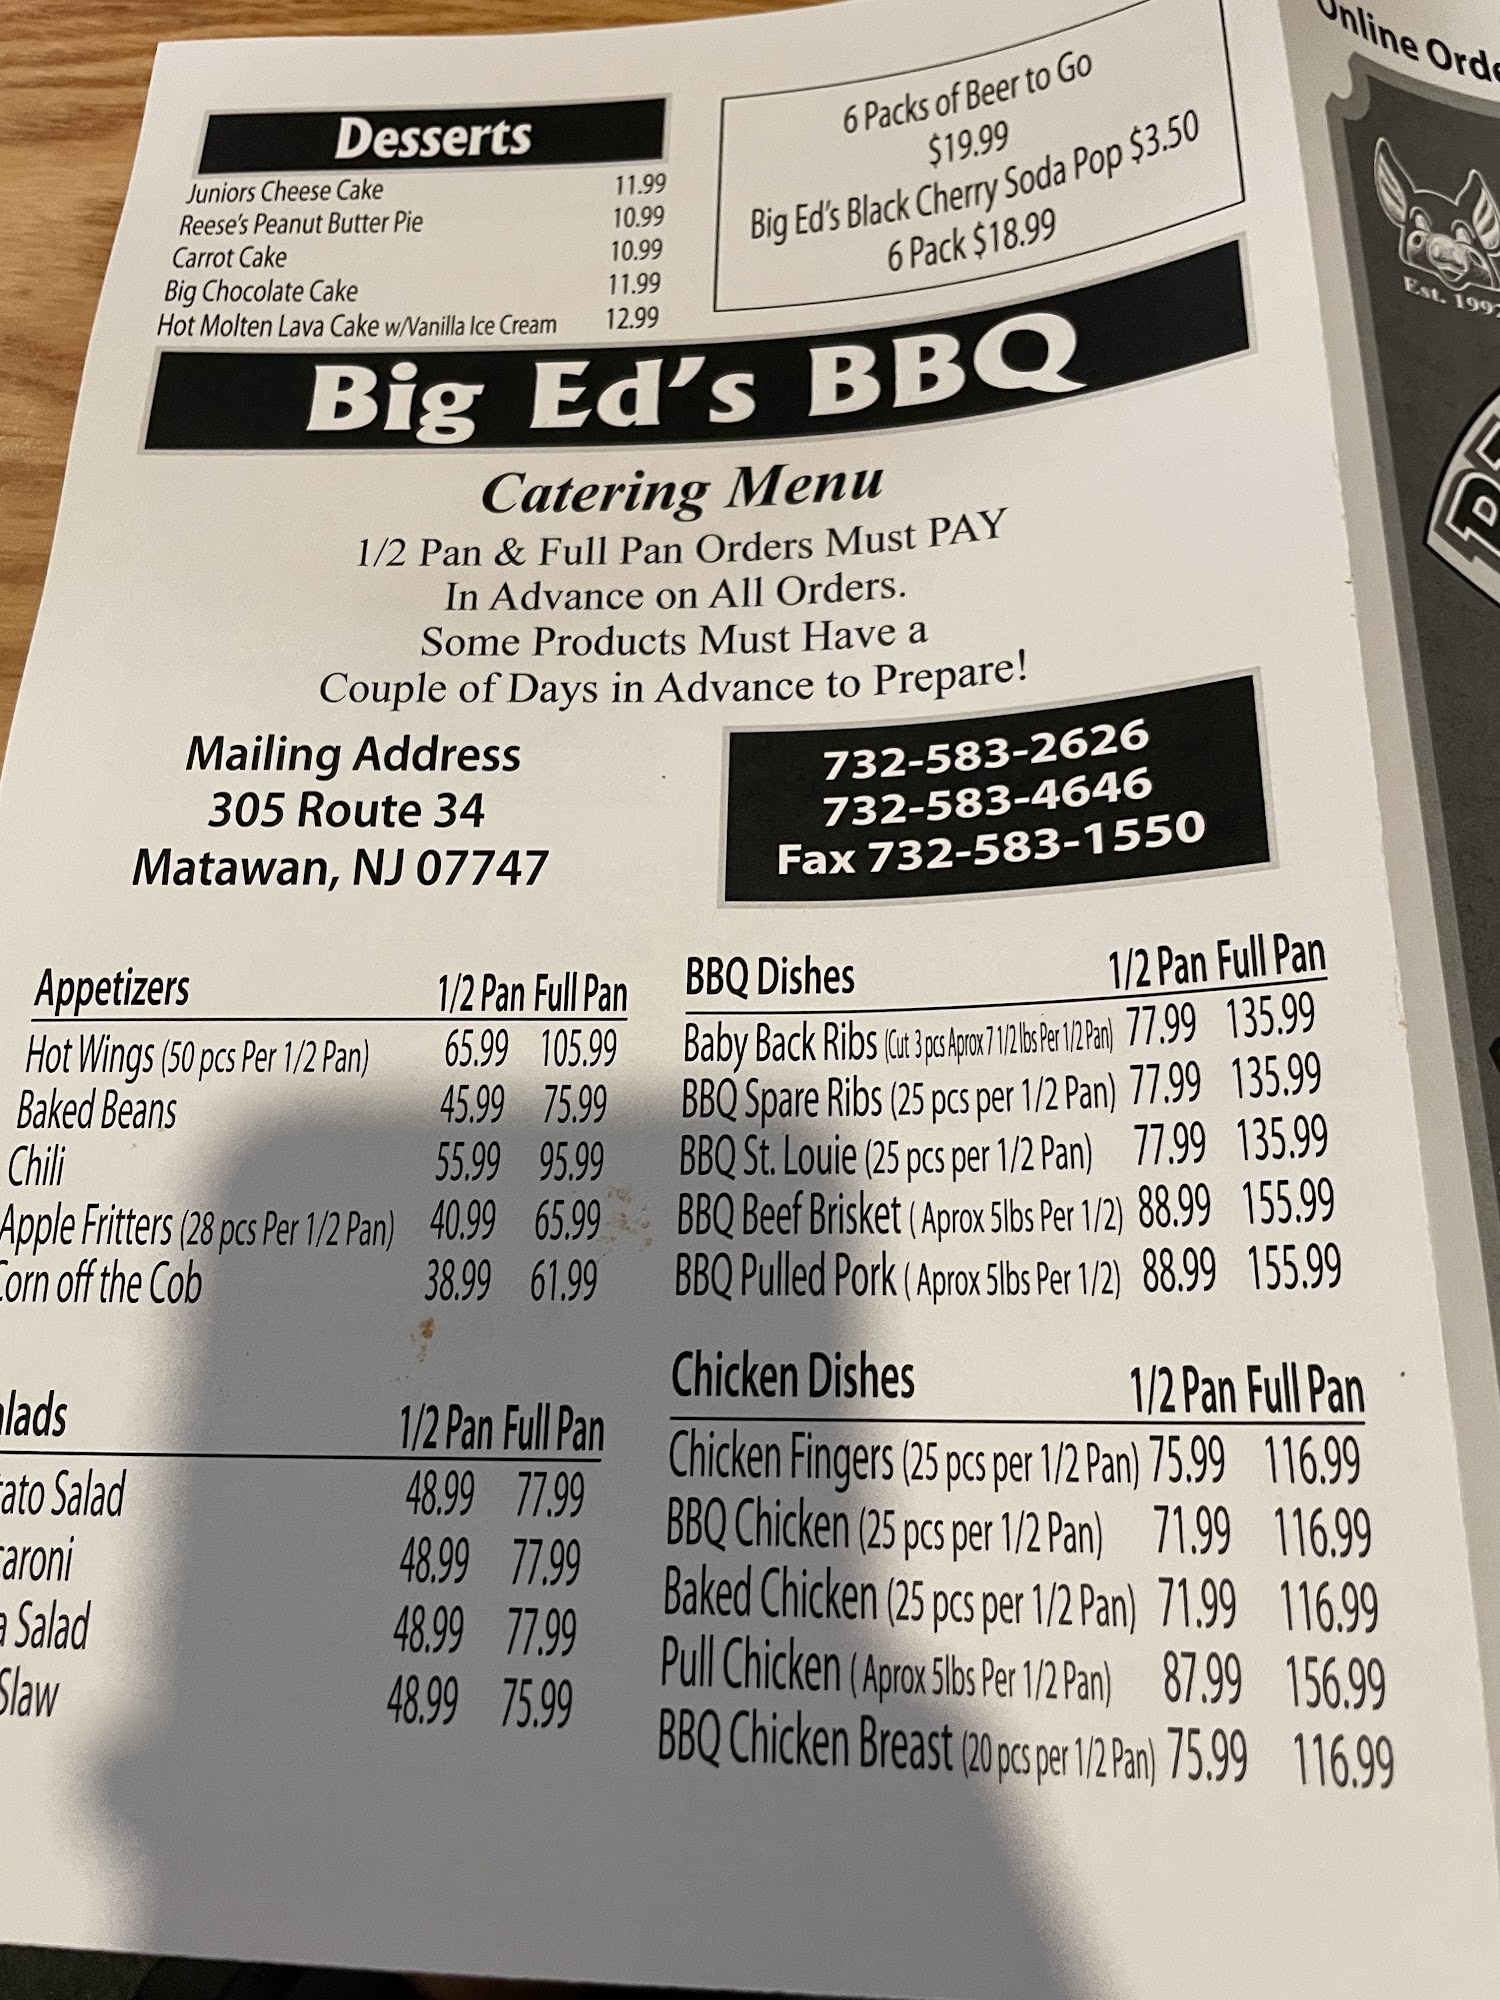 Desserts
Juniors Cheese Cake 11.99
Reese's Peanut Butter Pie 10.99
Carrot Cake 10.99
Big Chocolate Cake 11.99
Hot Molten Lava Cake w/Vanilla Ice Cream 12.99
6 Packs of Beer to Go
$19.99
Big Ed's Black Cherry Soda Pop $3.50
6 Pack $18.99
Big Ed's BBQ
Catering Menu
1/2 Pan & Full Pan Orders Must PAY
In Advance on All Orders.
Some Products Must Have a
Couple of Days in Advance to Prepare!
Mailing Address
305 Route 34
Matawan, NJ 07747
732-583-2626
732-583-4646
Fax 732-583-1550
Appetizers 1/2 Pan Full Pan
Hot Wings (50 pcs Per 1/2 Pan) 65.99 105.99
Baked Beans 45.99 75.99
Chili 55.99 95.99
Apple Fritters (28 pcs Per 1/2 Pan) 40.99 65.99
Corn off the Cob 38.99 61.99
alads 1/2 Pan Full Pan
tato Salad 48.99 77.99
caroni 48.99 77.99
a Salad 48.99 77.99
Slaw 48.99 75.99
BBQ Dishes 1/2 Pan Full Pan
Baby Back Ribs (Cut 3 pcs Aprox 7 1/2 lbs Per 1/2 Pan) 77.99 135.99
BBQ Spare Ribs (25 pcs per 1/2 Pan) 77.99 135.99
BBQ St. Louie (25 pcs per 1/2 Pan) 77.99 135.99
BBQ Beef Brisket ( Aprox 5lbs Per 1/2) 88.99 155.99
BBQ Pulled Pork ( Aprox 5lbs Per 1/2) 88.99 155.99
Chicken Dishes 1/2 Pan Full Pan
Chicken Fingers (25 pcs per 1/2 Pan) 75.99 116.99
BBQ Chicken (25 pcs per 1/2 Pan) 71.99 116.99
Baked Chicken (25 pcs per 1/2 Pan) 71.99 116.99
Pull Chicken ( Aprox 5lbs Per 1/2 Pan) 87.99 156.99
BBQ Chicken Breast (20 pcs per 1/2 Pan) 75.99 116.99
Online Orde
Est. 199